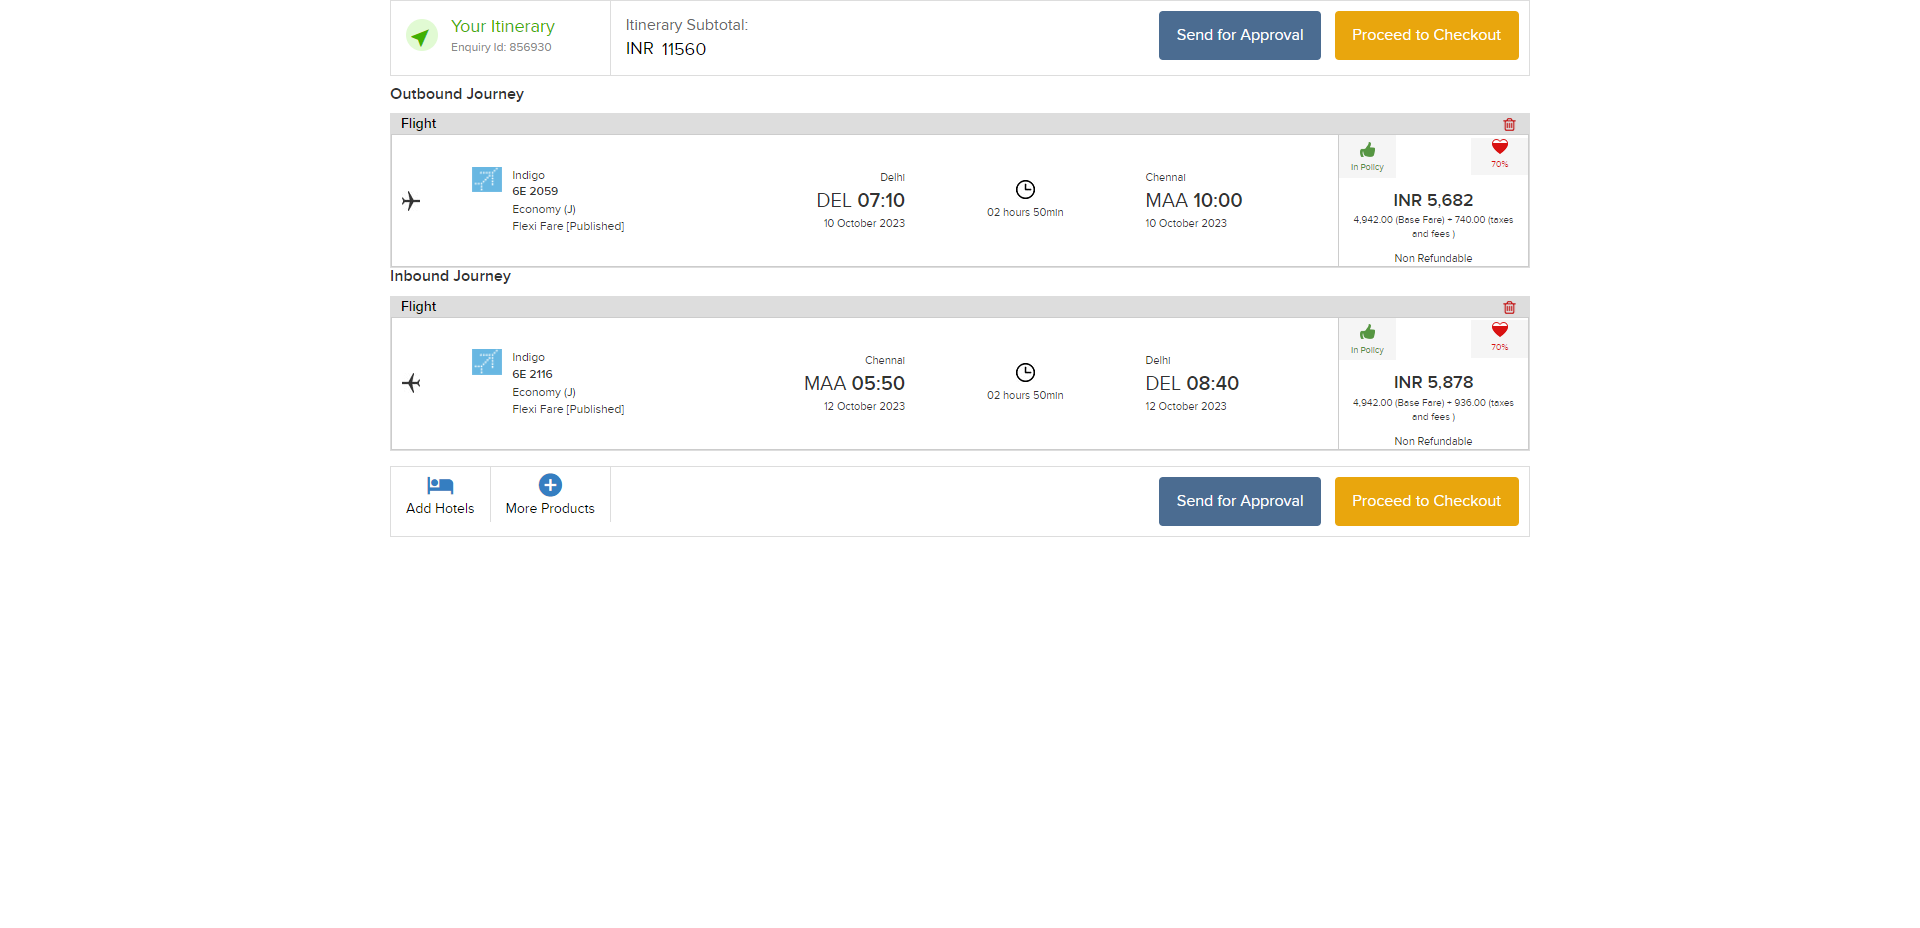 Your Itinerary
Enquiry Id: 856930
Itinerary Subtotal:
INR 11560
Send for Approval
Proceed to Checkout
Outbound Journey
Flight
Indigo
6E 2059
Economy (J)
Flexi Fare [Published]
Delhi
DEL 07:10
10 October 2023
02 hours 50min
Chennai
MAA 10:00
10 October 2023
In Policy
70%
INR 5,682
4,942.00 (Base Fare) + 740.00 (taxes
and fees )
Non Refundable
Inbound Journey
Flight
Indigo
6E 2116
Economy (J)
Flexi Fare [Published]
Chennai
MAA 05:50
12 October 2023
02 hours 50min
Delhi
DEL 08:40
12 October 2023
In Policy
70%
INR 5,878
4,942.00 (Base Fare) + 936.00 (taxes
and fees )
Non Refundable
Add Hotels
More Products
Send for Approval
Proceed to Checkout